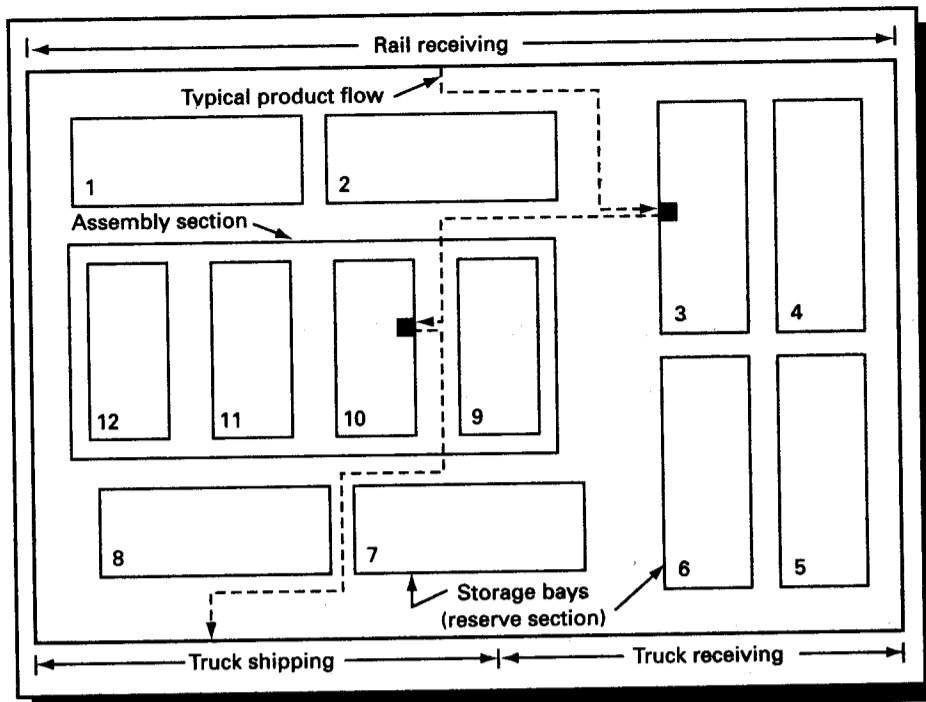 Rail receiving
Typical product flow
1
2
Assembly section
3
4
12
11
10
9
8
7
6
5
Storage bays
(reserve section)
Truck shipping
Truck receiving